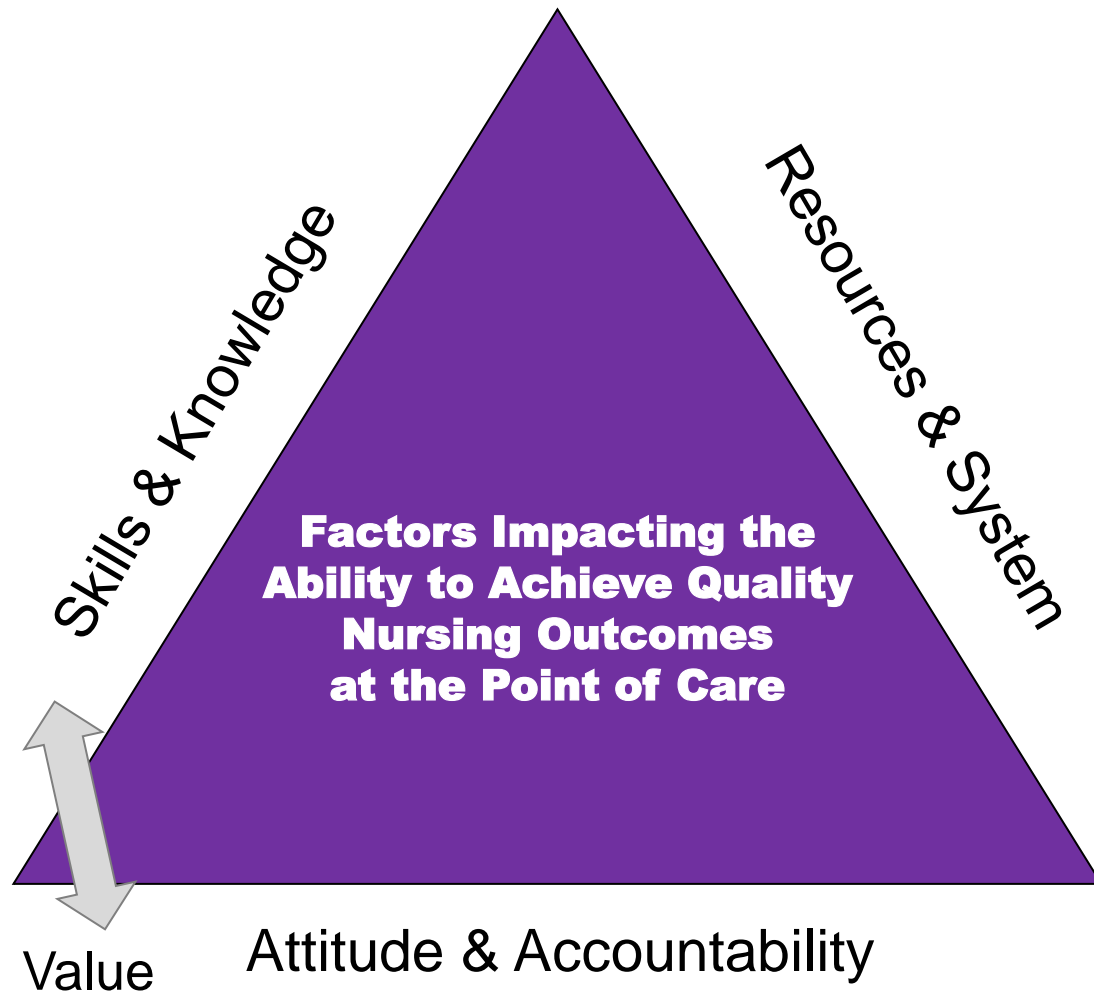 Skills & Knowledge
Resources & System
Factors Impacting the
Ability to Achieve Quality
Nursing Outcomes
at the Point of Care
Value
Attitude & Accountability